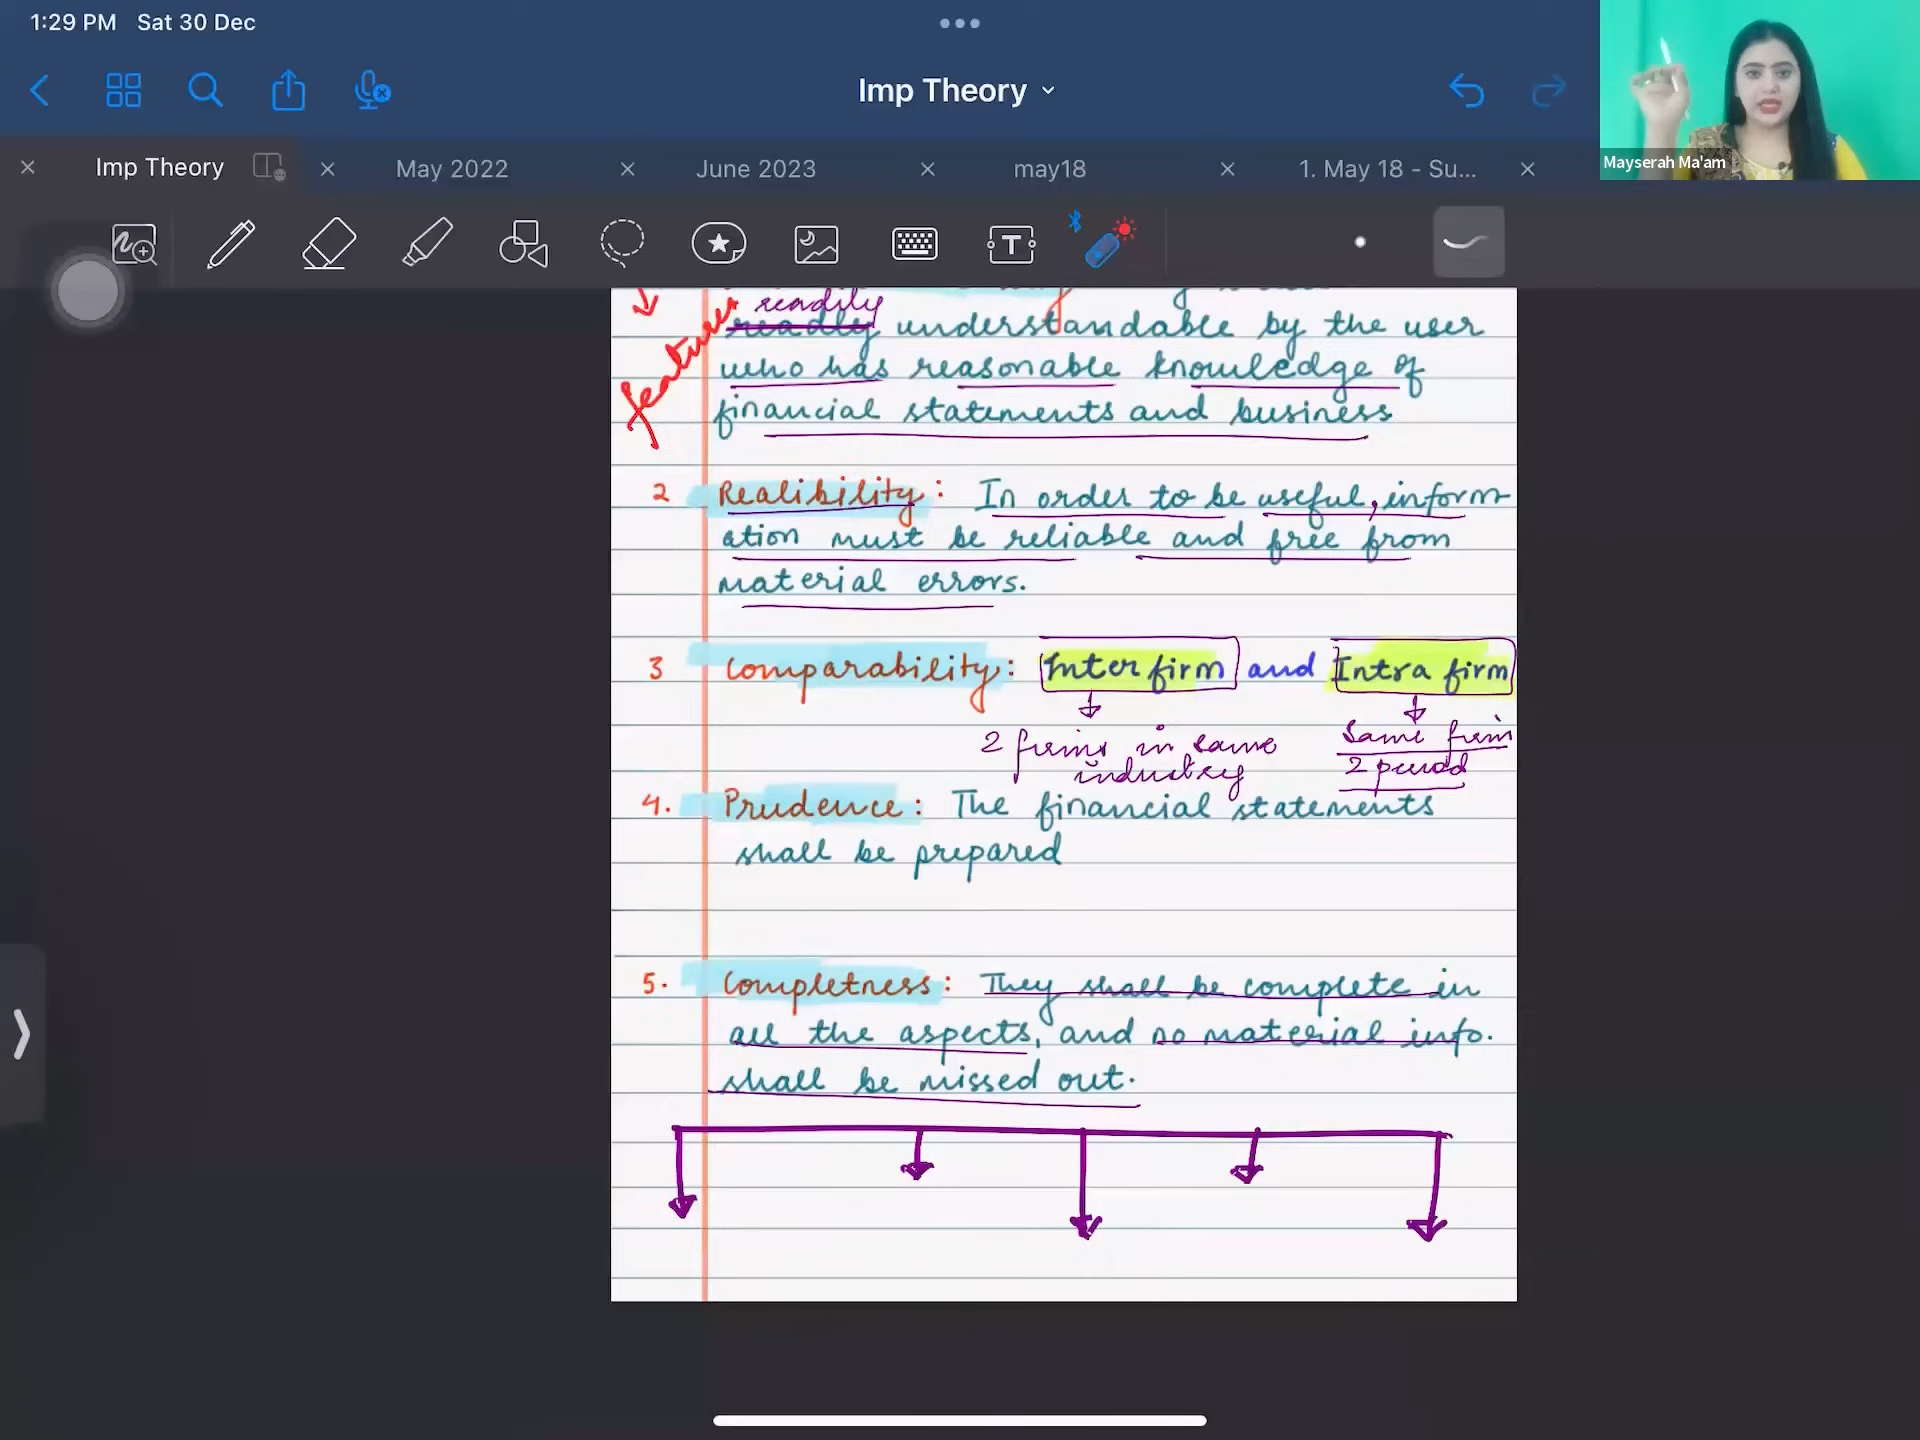 1:29 PM Sat 30 Dec
Imp Theory
Mayserah Ma'am
Imp Theory May 2022 June 2023 may18 1. May 18 - Su...
T
readily
features readly understandable by the user
who has reasonable knowledge of
financial statements and business
2 Realibility: In order to be useful, inform
ation must be reliable and free from
material errors.
3 Comparability: Inter firm and Intra firm
2 firms in same industry
Same firm
2 period
4. Prudence: The financial statements
shall be prepared
5. Completness: They shall be complete in
all the aspects, and no material info.
shall be missed out.